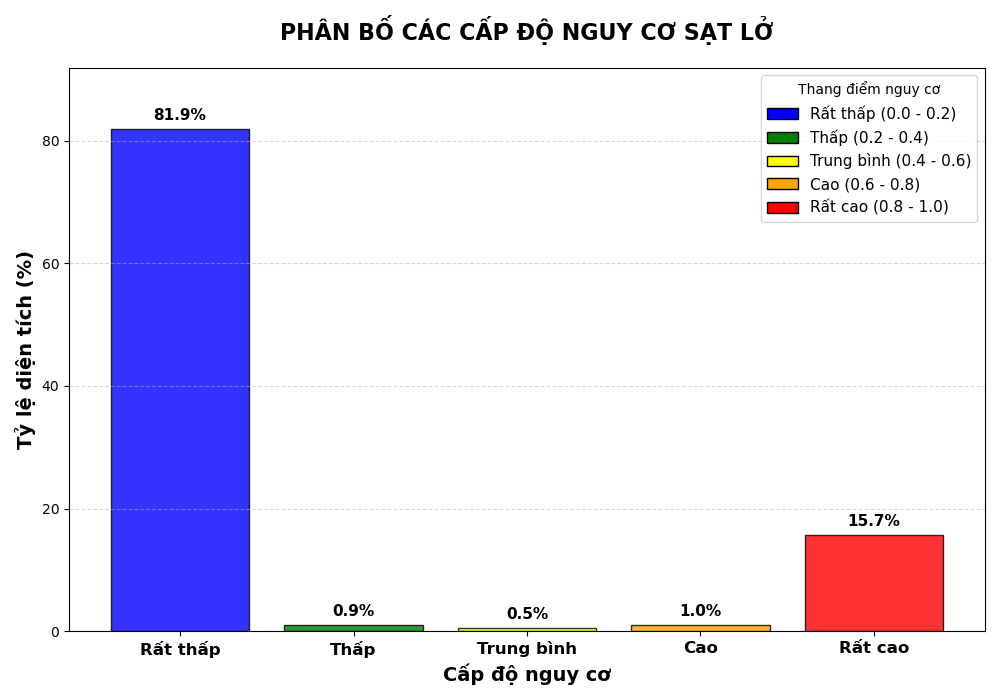 PHÂN BỐ CÁC CẤP ĐỘ NGUY CƠ SẠT LỞ
Thang điểm nguy cơ
Rất thấp (0.0 - 0.2)
Thấp (0.2 - 0.4)
Trung bình (0.4 - 0.6)
Cao (0.6 - 0.8)
Rất cao (0.8 - 1.0)
Tỷ lệ diện tích (%)
80
60
40
20
0
81.9%
0.9%
0.5%
1.0%
15.7%
Rất thấp
Thấp
Trung bình
Cao
Rất cao
Cấp độ nguy cơ